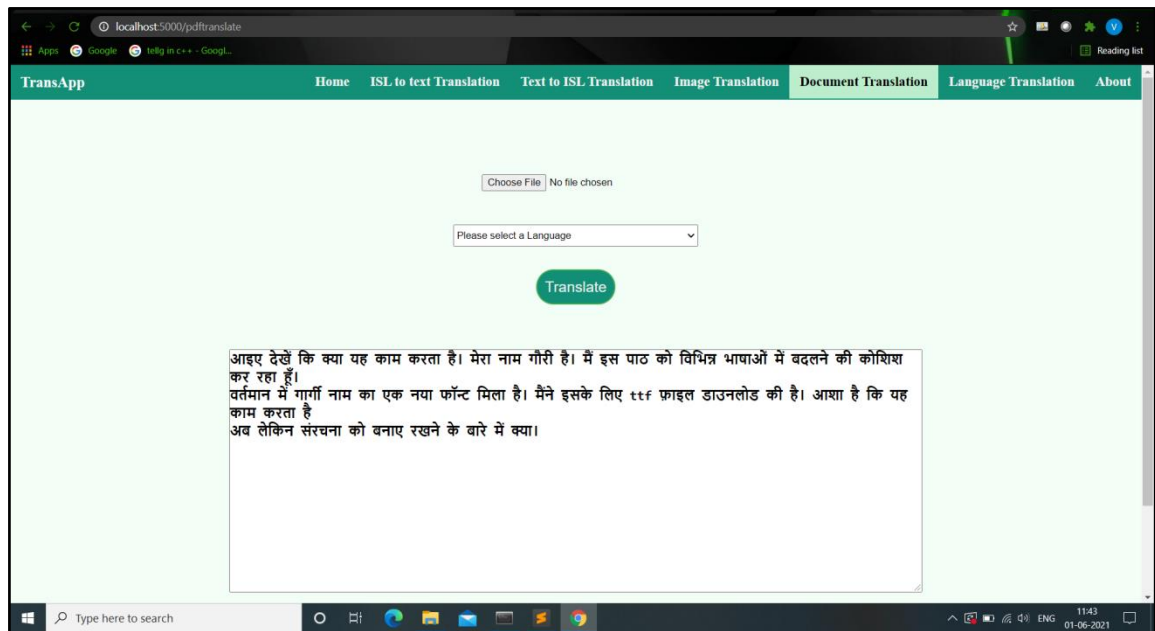 localhost:5000/pdftranslate
V
Apps Google tellg in c++ - Googl... Reading list
TransApp Home ISL to text Translation Text to ISL Translation Image Translation Document Translation Language Translation About
Choose File No file chosen
Please select a Language
Translate
आइए देखें कि क्या यह काम करता है। मेरा नाम गौरी है। मैं इस पाठ को विभिन्न भाषाओं में बदलने की कोशिश
कर रहा हूँ।
वर्तमान में गार्गी नाम का एक नया फॉन्ट मिला है। मैंने इसके लिए ttf फ़ाइल डाउनलोड की है। आशा है कि यह
काम करता है
अब लेकिन संरचना को बनाए रखने के बारे में क्या।
Type here to search ENG 11:43
01-06-2021